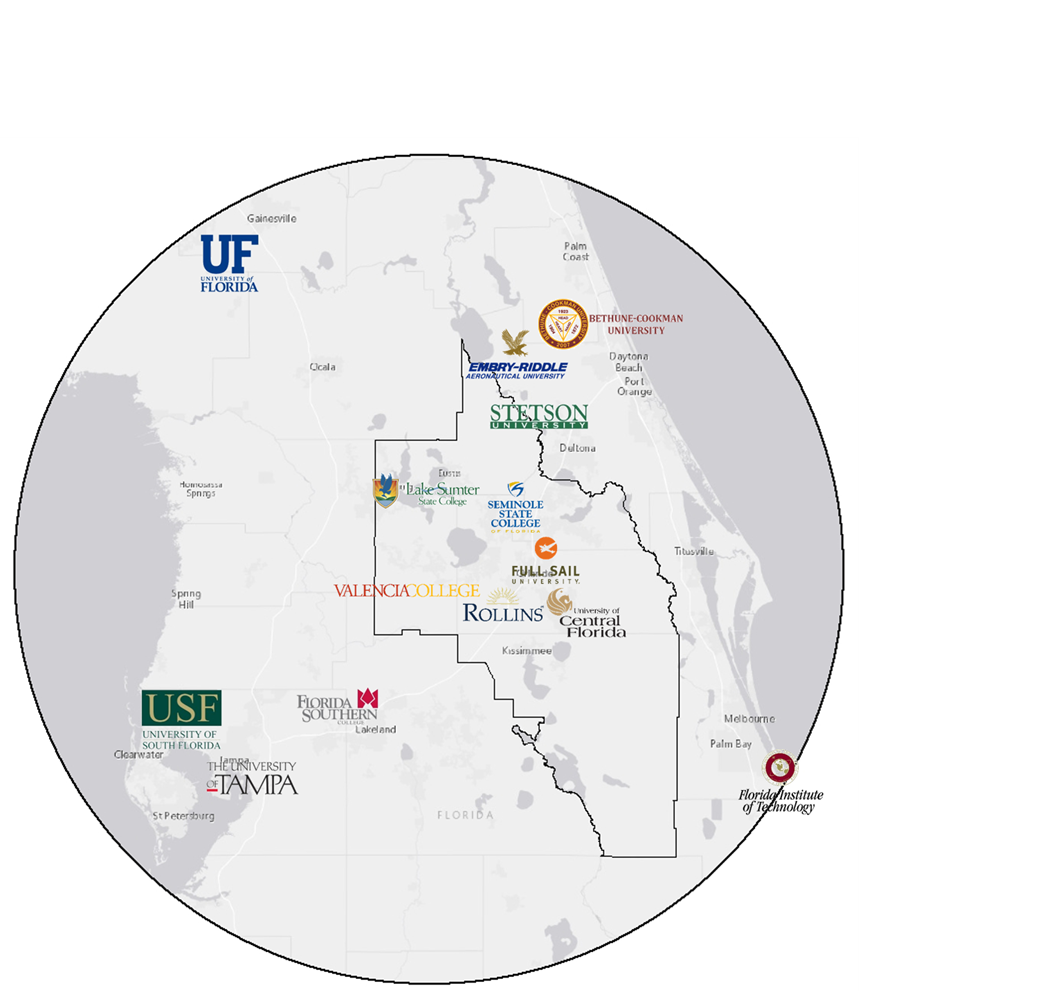 Gainesville
UF
UNIVERSITY of
FLORIDA
Palm
Coast
BETHUNE-COOKMAN
UNIVERSITY
EMBRY-RIDDLE
AERONAUTICAL UNIVERSITY
Daytona
Beach
Port
Orange
Ocala
STETSON
UNIVERSITY
Deltona
Homosassa
Springs
Eustis
Lake Sumter
State College
SEMINOLE
STATE
COLLEGE
OF FLORIDA
Titusville
FULL SAIL
UNIVERSITY.
Spring
Hill
VALENCIACOLLEGE
ROLLINS
University of
Central
Florida
Kissimmee
USF
UNIVERSITY OF
SOUTH FLORIDA
FLORIDA
SOUTHERN
COLLEGE
Lakeland
Melbourne
Palm Bay
Clearwater
Tampa
THE UNIVERSITY
OF TAMPA
St Petersburg
Florida Institute
of Technology
FLORIDA